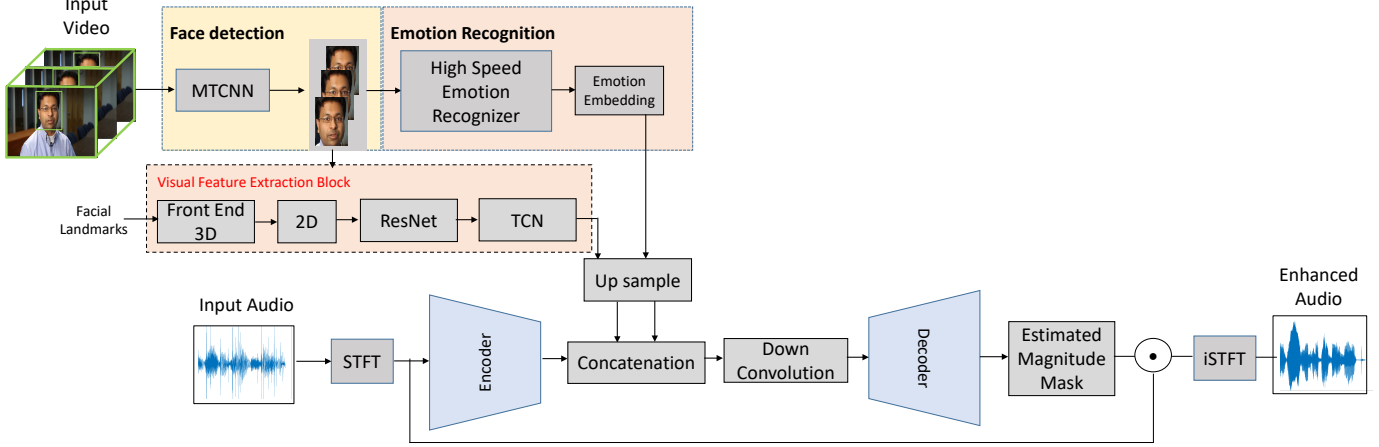 Input
Video
Face detection
MTCNN
Emotion Recognition
High Speed
Emotion
Recognizer
Emotion
Embedding
Visual Feature Extraction Block
Facial
Landmarks
Front End
3D
2D
ResNet
TCN
Up sample
Input Audio
STFT
Encoder
Concatenation
Down
Convolution
Decoder
Estimated
Magnitude
Mask
iSTFT
Enhanced
Audio